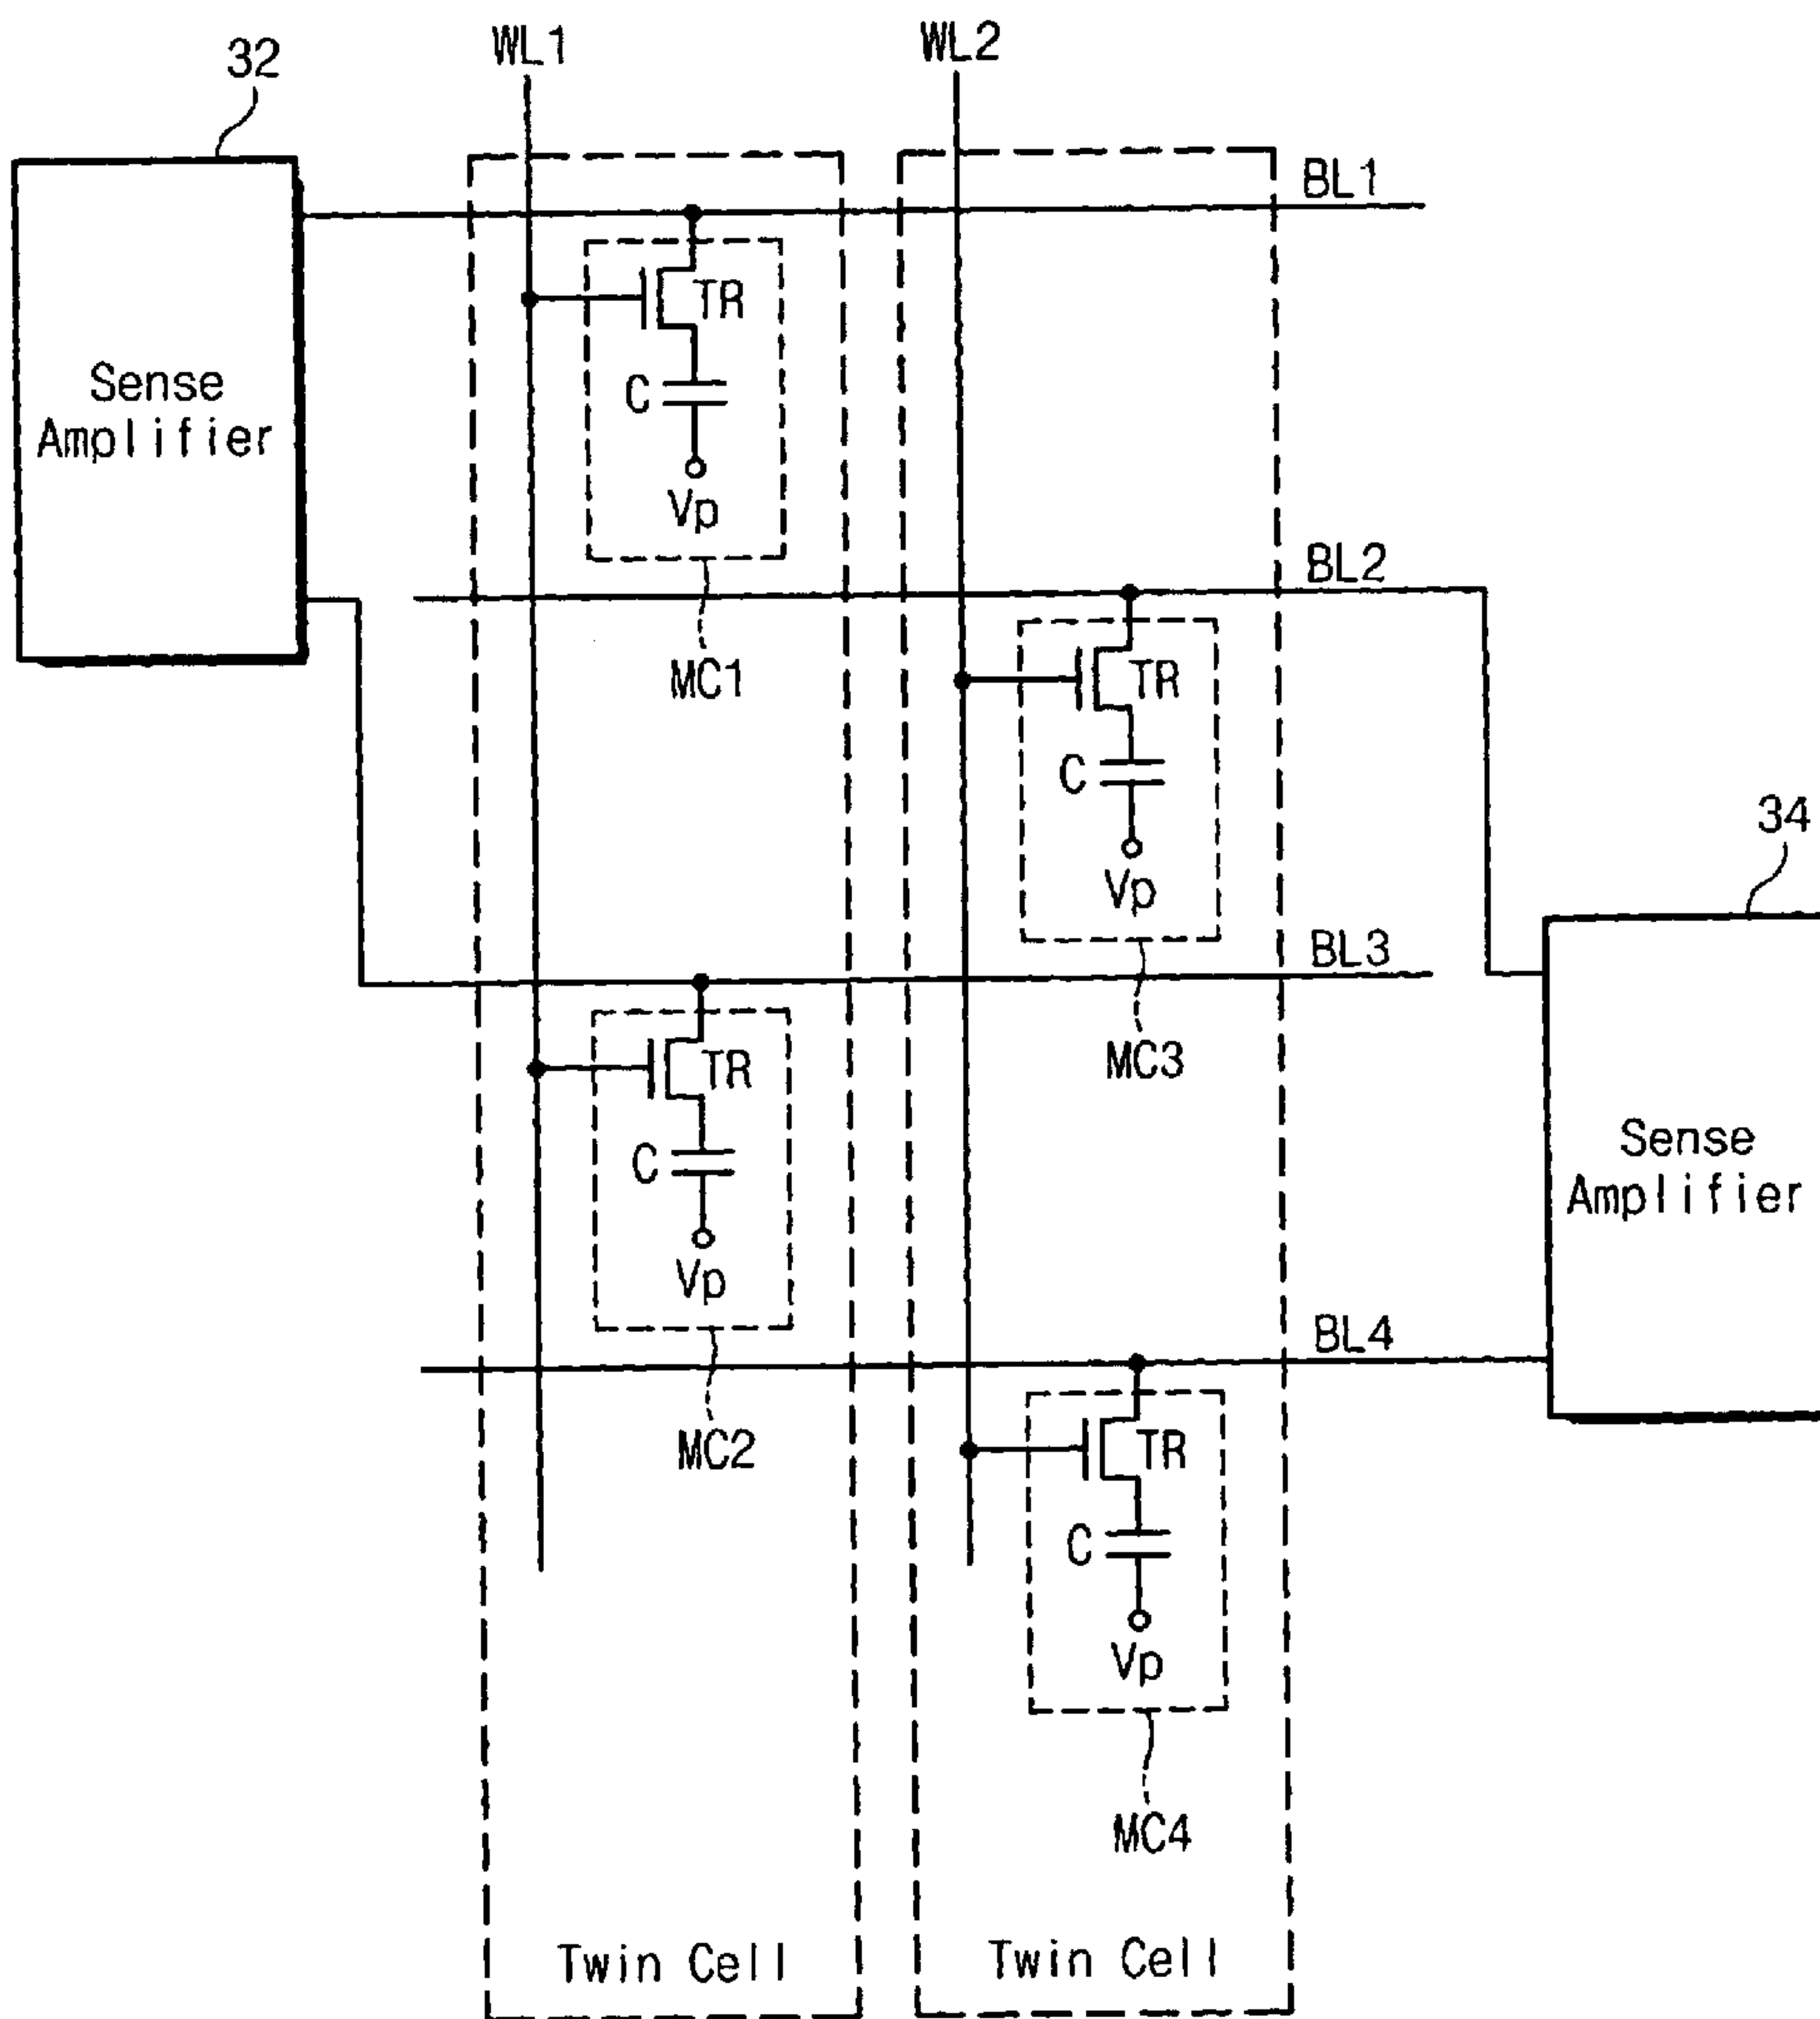 32
WL1
WL2
BL1
TR
Sense
Amplifier
C
Vp
BL2
MC1
TR
C
34
Vp
BL3
MC3
TR
Sense
Amplifier
C
Vp
BL4
MC2
TR
C
Vp
MC4
Twin Cell
Twin Cell